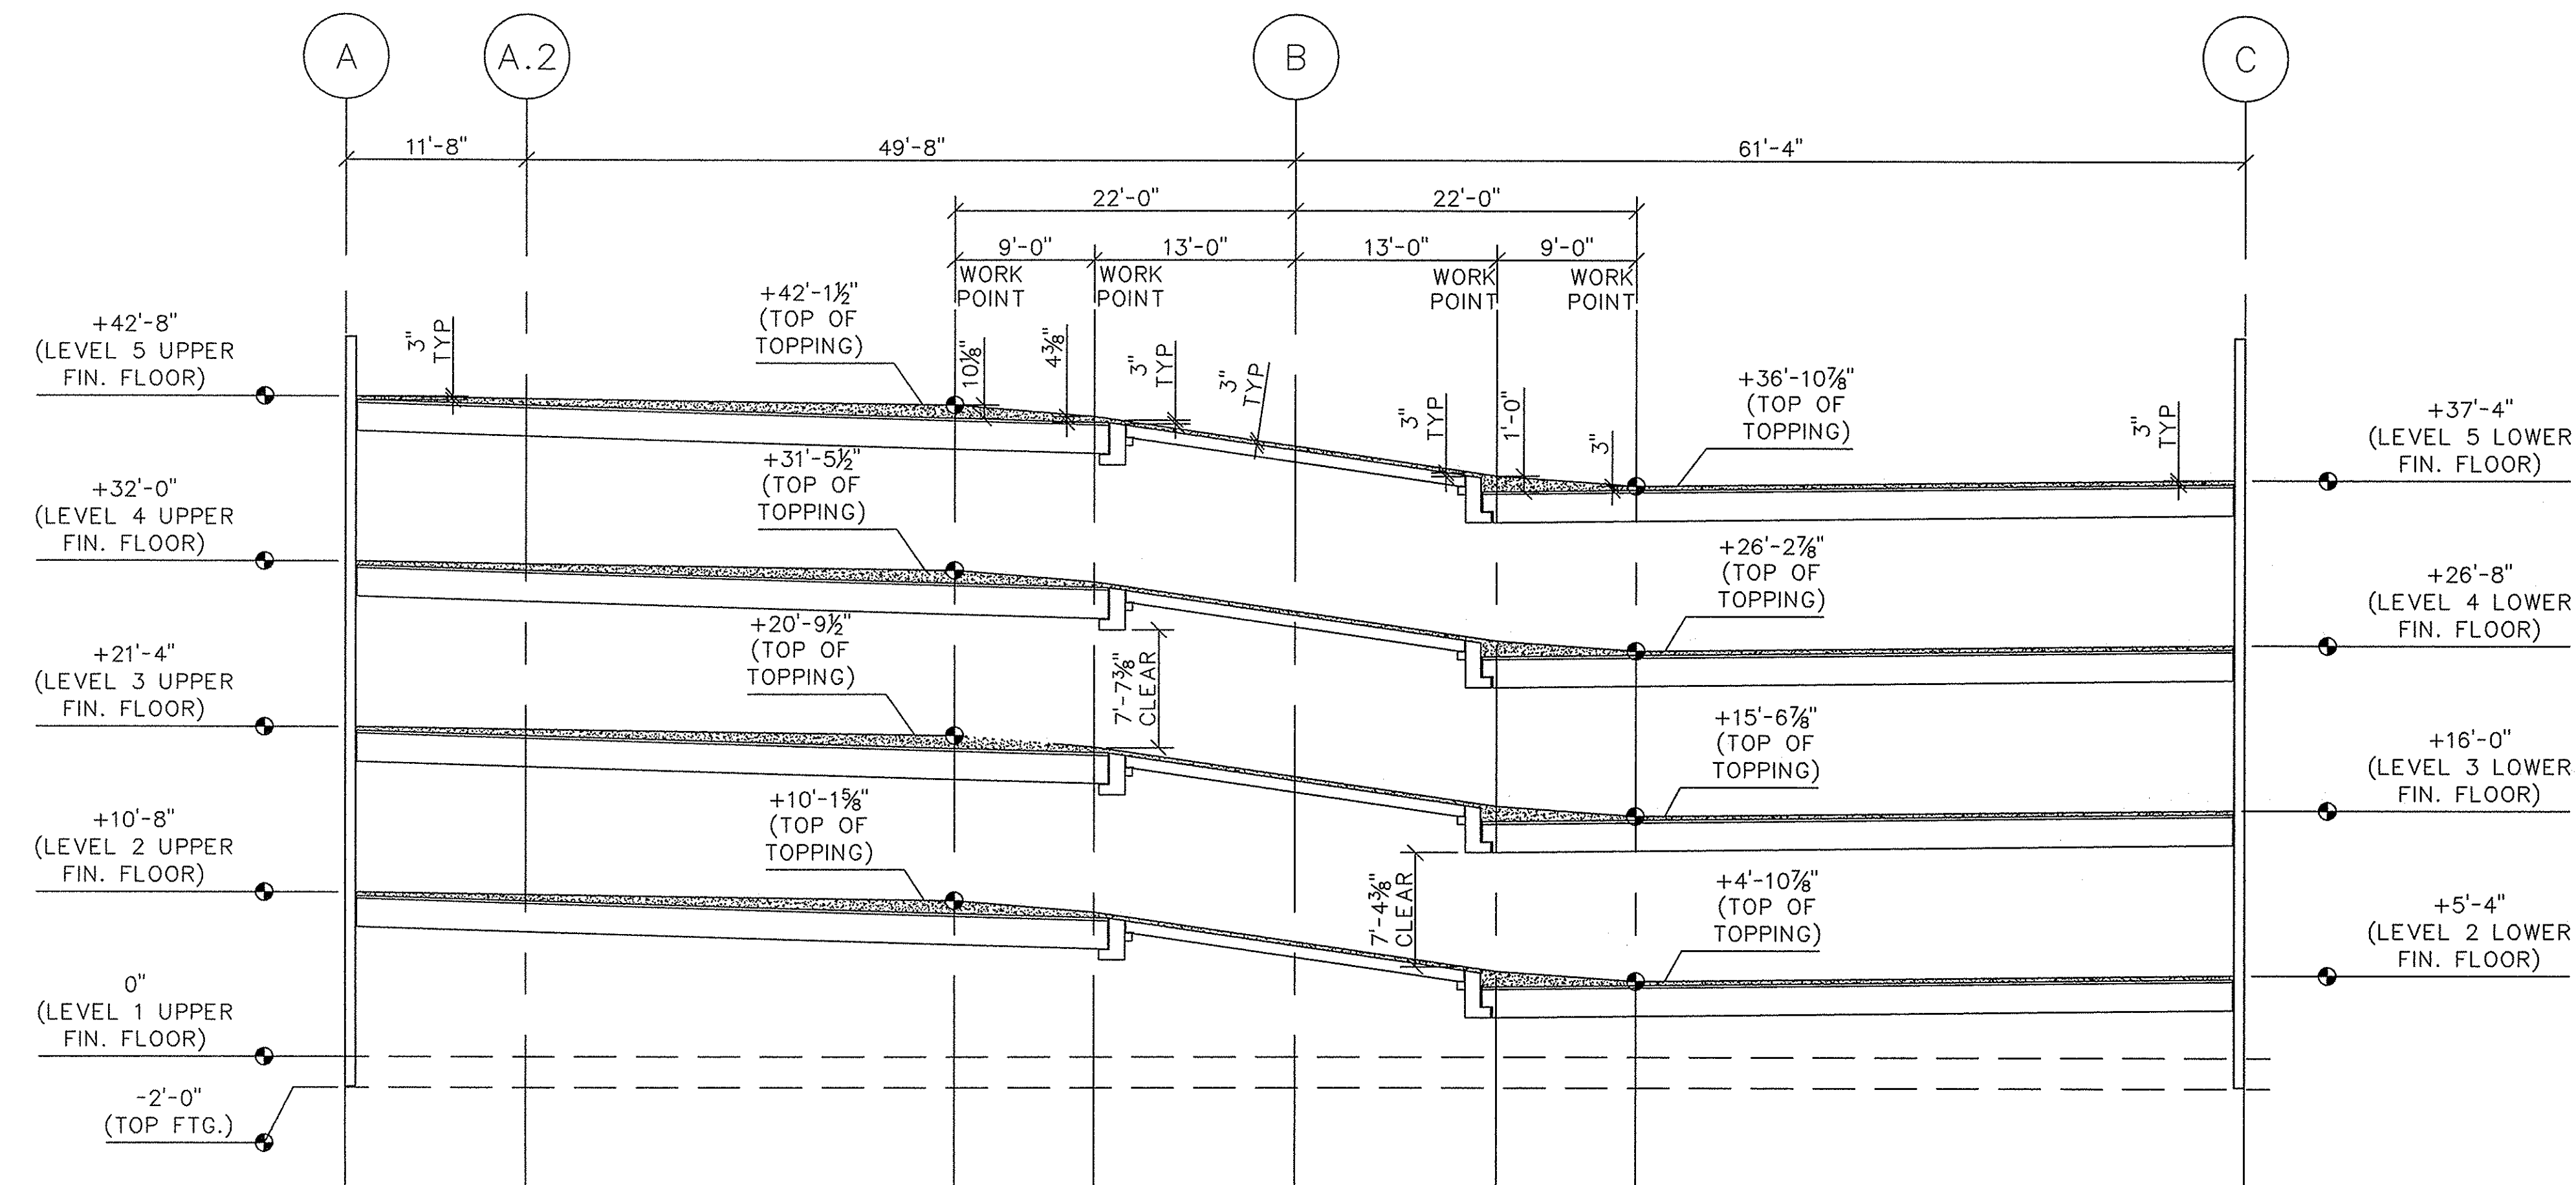 A
A.2
B
C
11'-8"
49'-8"
61'-4"
22'-0"
22'-0"
9'-0"
13'-0"
13'-0"
9'-0"
WORK
POINT
WORK
POINT
WORK
POINT
WORK
POINT
+42'-8"
(LEVEL 5 UPPER
FIN. FLOOR)
3"
TYP
+42'-1½"
(TOP OF
TOPPING)
10⅛"
4⅜"
3"
TYP
3"
TYP
3"
TYP
1'-0"
3"
+36'-10⅞"
(TOP OF
TOPPING)
3"
TYP
+37'-4"
(LEVEL 5 LOWER
FIN. FLOOR)
+32'-0"
(LEVEL 4 UPPER
FIN. FLOOR)
+31'-5½"
(TOP OF
TOPPING)
+26'-2⅞"
(TOP OF
TOPPING)
+26'-8"
(LEVEL 4 LOWER
FIN. FLOOR)
+21'-4"
(LEVEL 3 UPPER
FIN. FLOOR)
+20'-9½"
(TOP OF
TOPPING)
7'-7⅜"
CLEAR
+15'-6⅞"
(TOP OF
TOPPING)
+16'-0"
(LEVEL 3 LOWER
FIN. FLOOR)
+10'-8"
(LEVEL 2 UPPER
FIN. FLOOR)
+10'-1⅝"
(TOP OF
TOPPING)
7'-4⅜"
CLEAR
+4'-10⅞"
(TOP OF
TOPPING)
+5'-4"
(LEVEL 2 LOWER
FIN. FLOOR)
0"
(LEVEL 1 UPPER
FIN. FLOOR)
-2'-0"
(TOP FTG.)